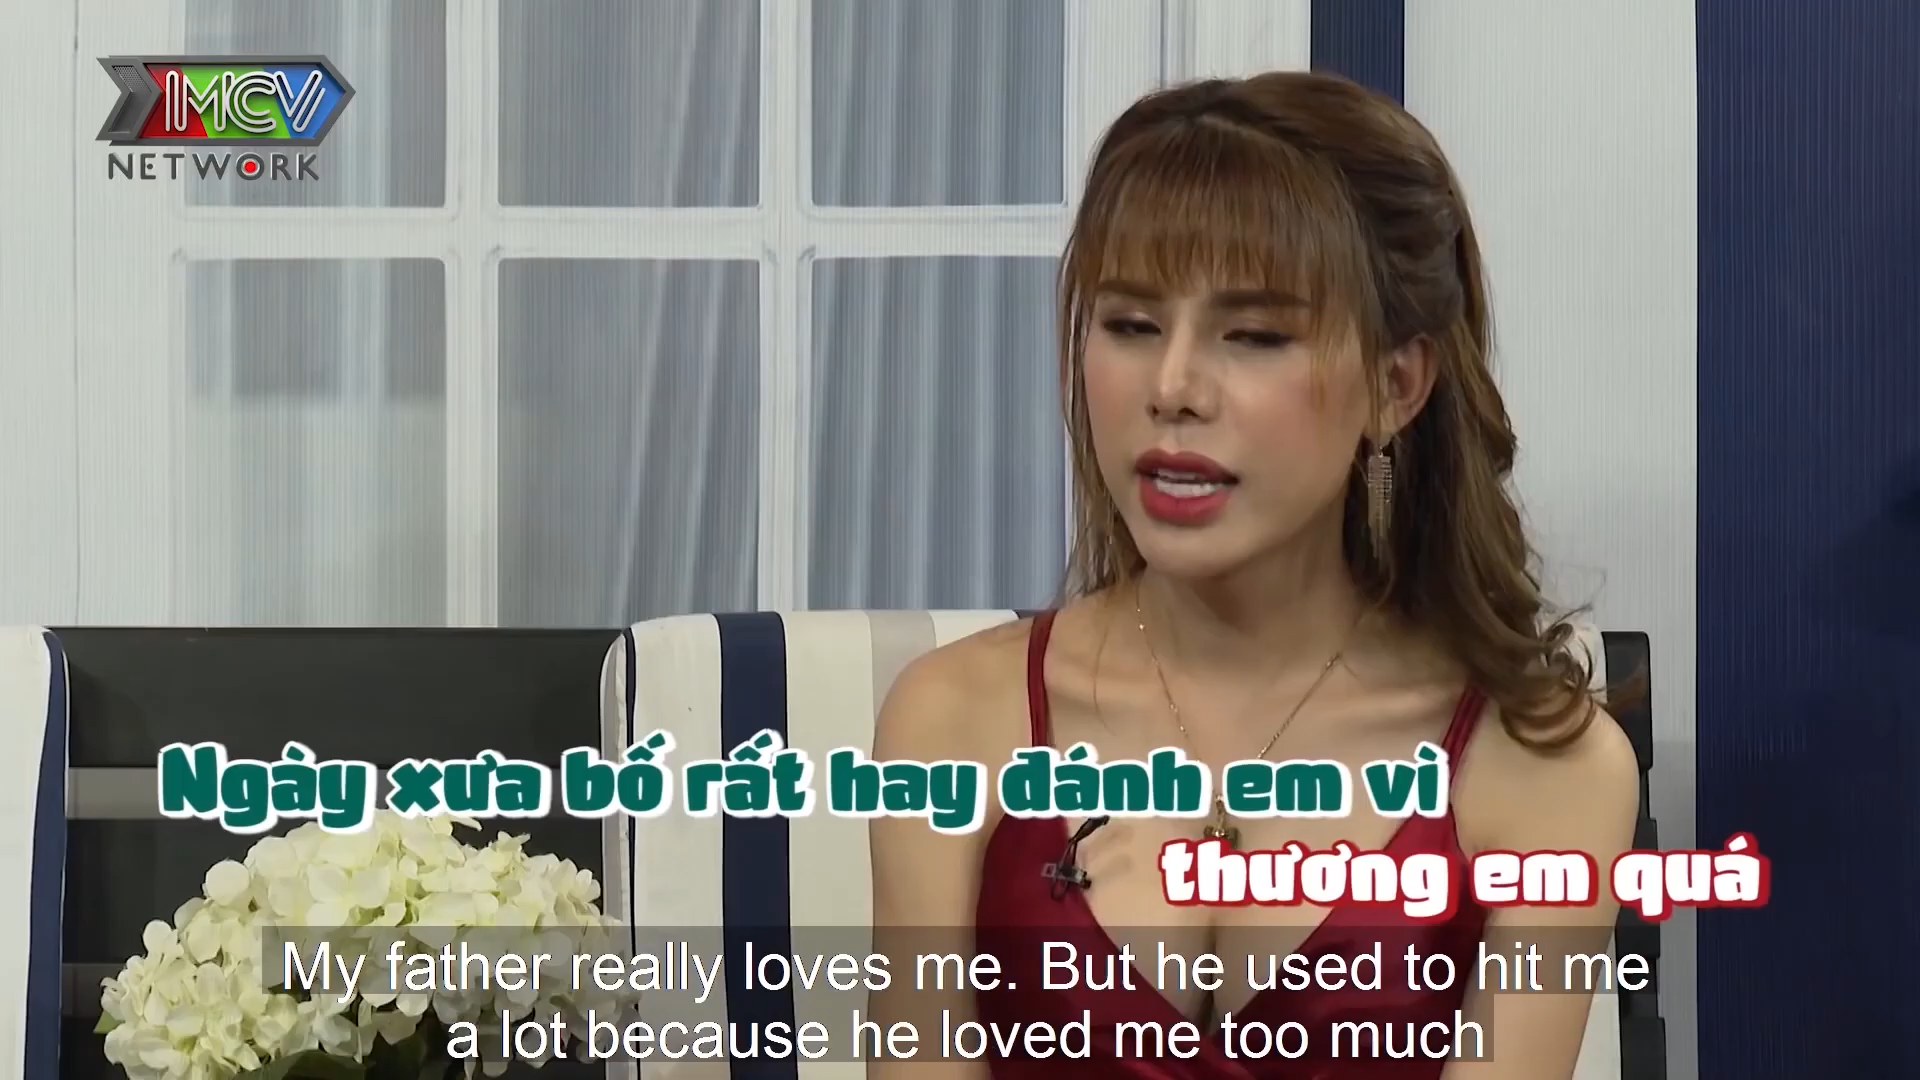 MCV
NETWORK
Ngày xưa bố rất hay đánh em vì
thương em quá
My father really loves me. But he used to hit me
a lot because he loved me too much